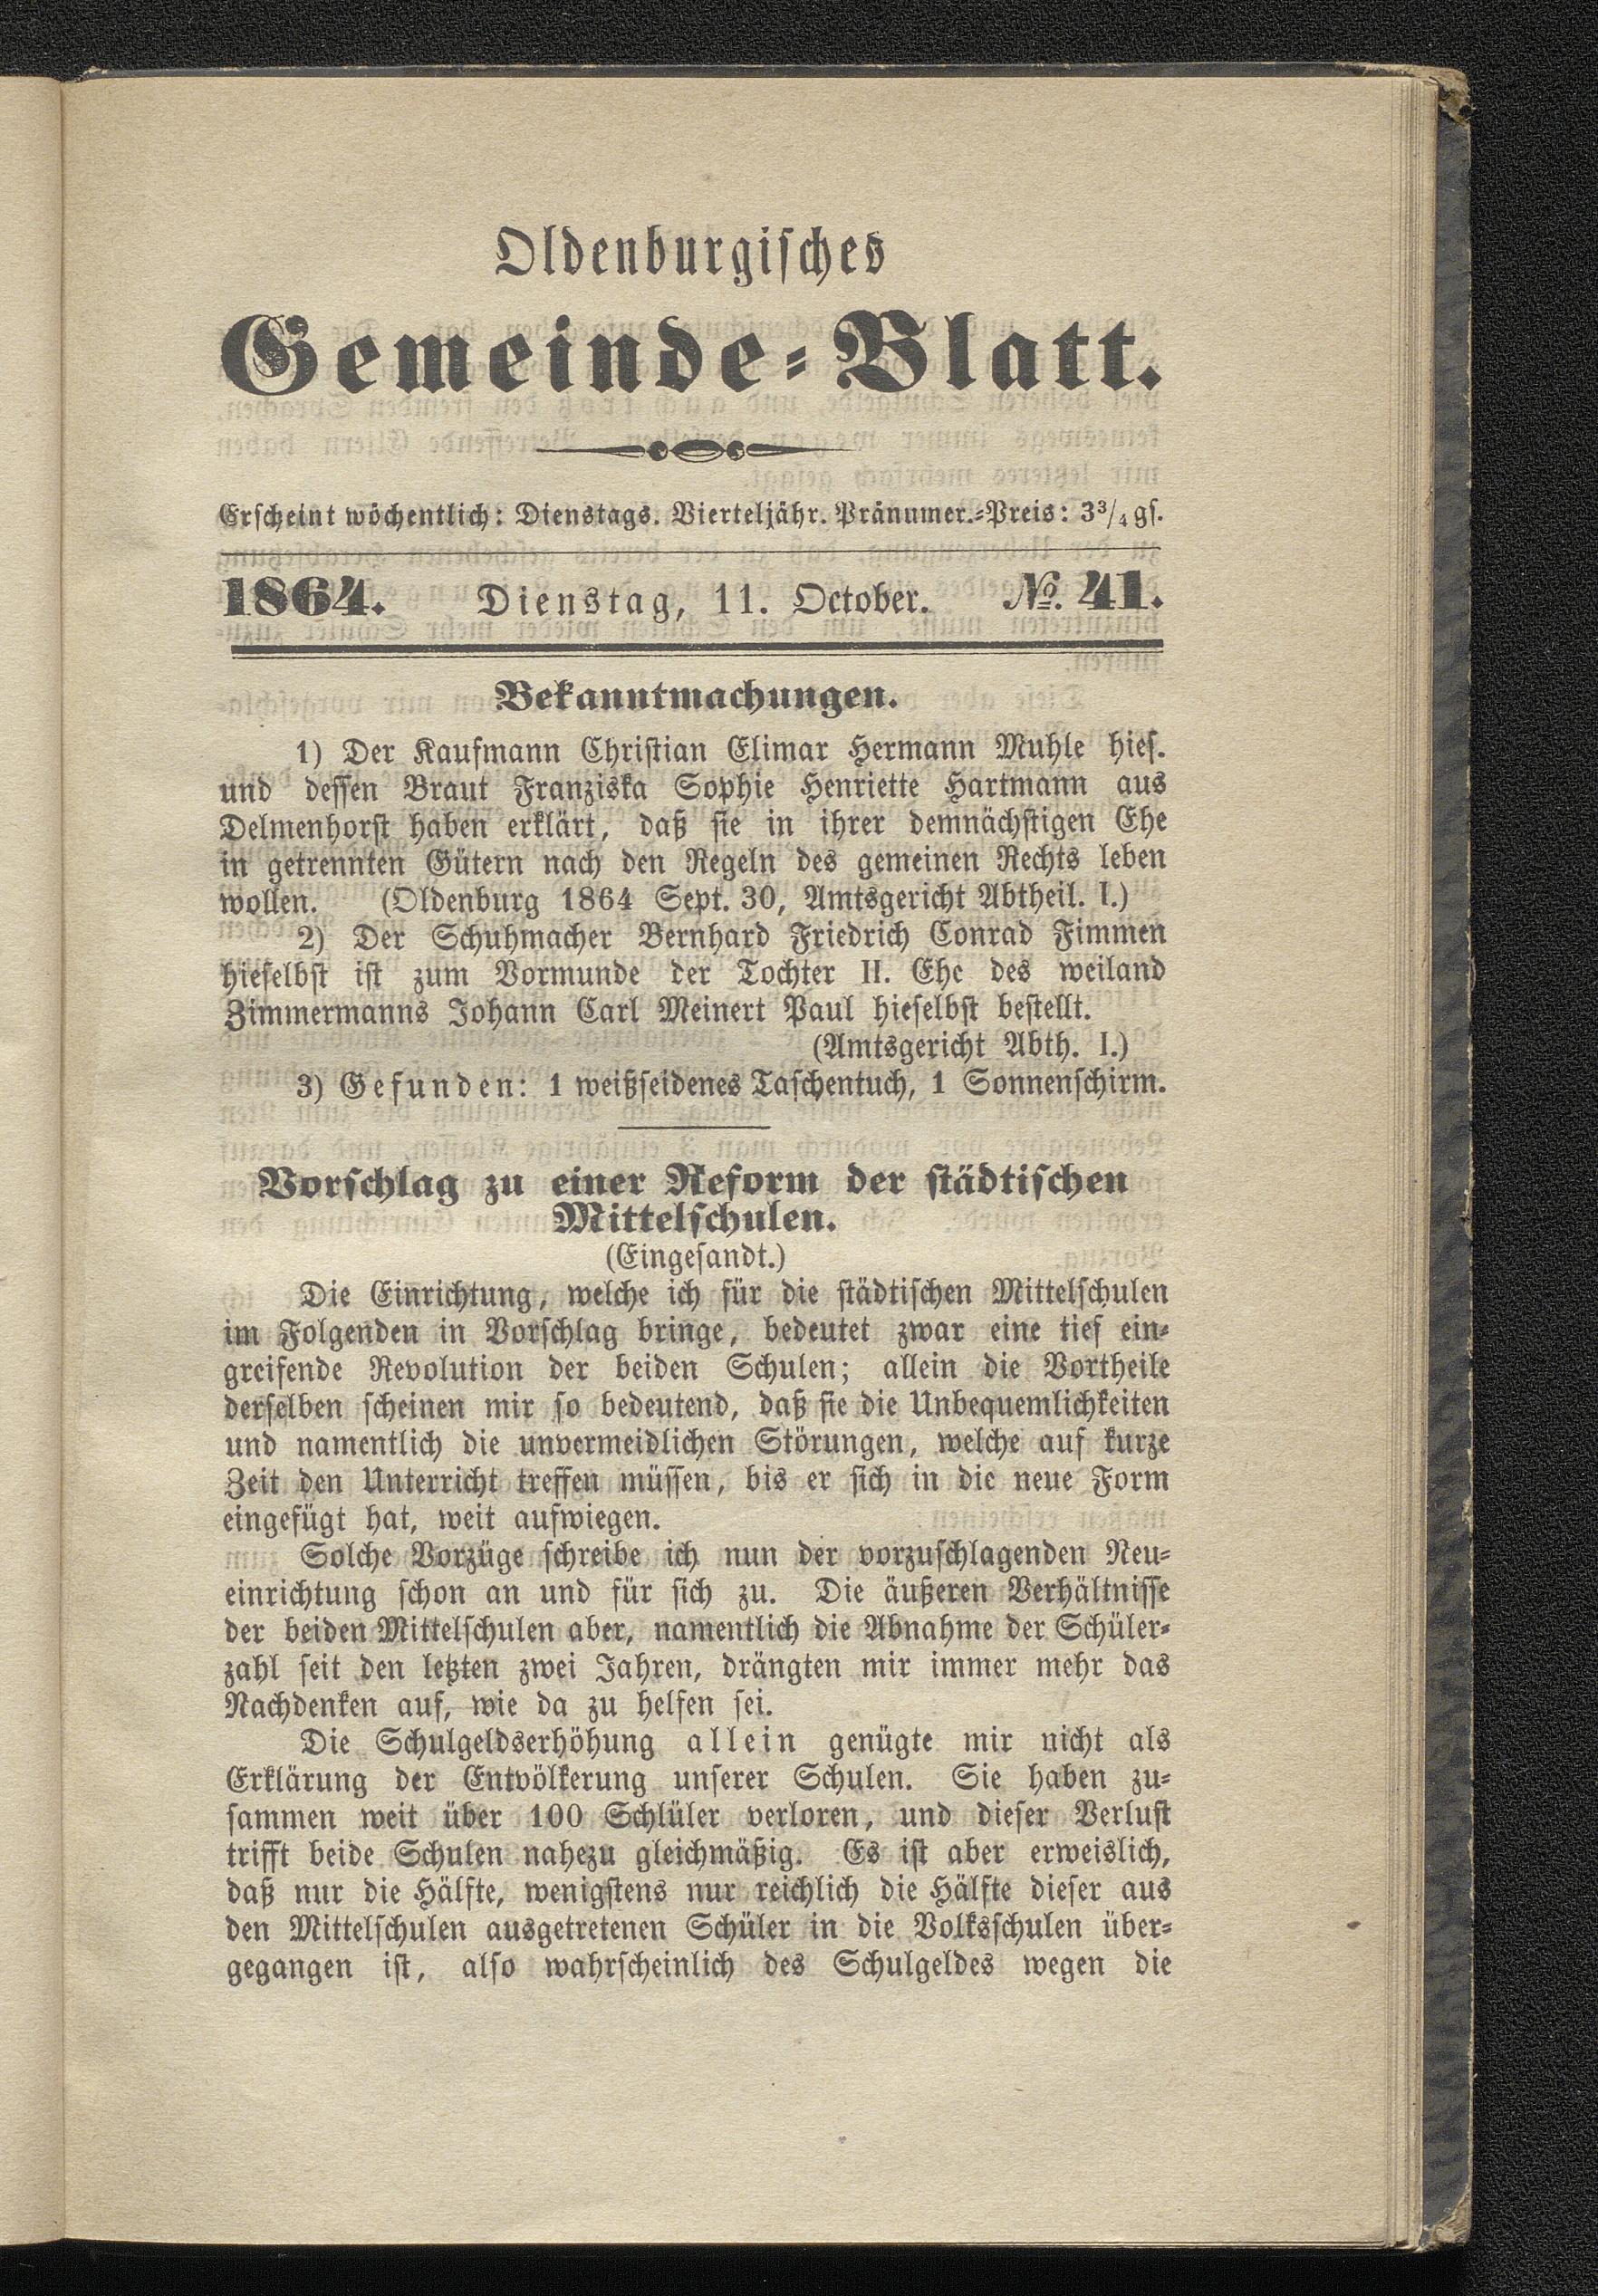 Oldenburgisches
Gemeinde-Blatt.
Erscheint wöchentlich: Dienstags. Vierteljähr. Pränumer.-Preis: 3³/₄ gs.
1864. Dienstag, 11. October. No. 41.
Bekanntmachungen.
1) Der Kaufmann Christian Elimar Hermann Muhle hies.
und dessen Braut Franziska Sophie Henriette Hartmann aus
Delmenhorst haben erklärt, daß sie in ihrer demnächstigen Ehe
in getrennten Gütern nach den Regeln des gemeinen Rechts leben
wollen. (Oldenburg 1864 Sept. 30, Amtsgericht Abtheil. I.)
2) Der Schuhmacher Bernhard Friedrich Conrad Fimmen
hieselbst ist zum Vormunde der Tochter II. Ehe des weiland
Zimmermanns Johann Carl Meinert Paul hieselbst bestellt.
(Amtsgericht Abth. I.)
3) Gefunden: 1 weißseidenes Taschentuch, 1 Sonnenschirm.
Vorschlag zu einer Reform der städtischen
Mittelschulen.
(Eingesandt.)
Die Einrichtung, welche ich für die städtischen Mittelschulen
im Folgenden in Vorschlag bringe, bedeutet zwar eine tief ein-
greifende Revolution der beiden Schulen; allein die Vortheile
derselben scheinen mir so bedeutend, daß sie die Unbequemlichkeiten
und namentlich die unvermeidlichen Störungen, welche auf kurze
Zeit den Unterricht treffen müssen, bis er sich in die neue Form
eingefügt hat, weit aufwiegen.
Solche Vorzüge schreibe ich nun der vorzuschlagenden Neu-
einrichtung schon an und für sich zu. Die äußeren Verhältnisse
der beiden Mittelschulen aber, namentlich die Abnahme der Schüler-
zahl seit den letzten zwei Jahren, drängten mir immer mehr das
Nachdenken auf, wie da zu helfen sei.
Die Schulgeldserhöhung allein genügte mir nicht als
Erklärung der Entvölkerung unserer Schulen. Sie haben zu-
sammen weit über 100 Schlüler verloren, und dieser Verlust
trifft beide Schulen nahezu gleichmäßig. Es ist aber erweislich,
daß nur die Hälfte, wenigstens nur reichlich die Hälfte dieser aus
den Mittelschulen ausgetretenen Schüler in die Volksschulen über-
gegangen ist, also wahrscheinlich des Schulgeldes wegen die